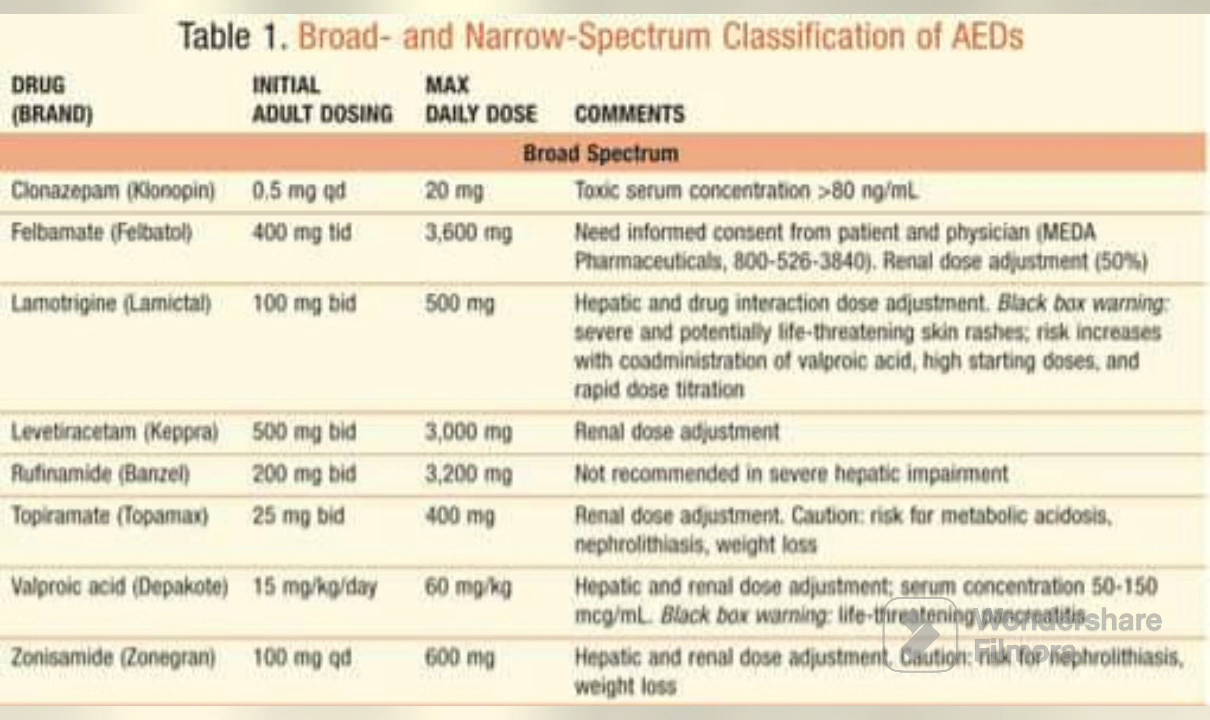 Table 1. Broad- and Narrow-Spectrum Classification of AEDs
DRUG (BRAND) INITIAL ADULT DOSING MAX DAILY DOSE COMMENTS
Broad Spectrum
Clonazepam (Klonopin) 0.5 mg qd 20 mg Toxic serum concentration >80 ng/mL
Felbamate (Felbatol) 400 mg tid 3,600 mg Need informed consent from patient and physician (MEDA
Pharmaceuticals, 800-526-3840). Renal dose adjustment (50%)
Lamotrigine (Lamictal) 100 mg bid 500 mg Hepatic and drug interaction dose adjustment. Black box warning:
severe and potentially life-threatening skin rashes; risk increases
with coadministration of valproic acid, high starting doses, and
rapid dose titration
Levetiracetam (Keppra) 500 mg bid 3,000 mg Renal dose adjustment
Rufinamide (Banzel) 200 mg bid 3,200 mg Not recommended in severe hepatic impairment
Topiramate (Topamax) 25 mg bid 400 mg Renal dose adjustment. Caution: risk for metabolic acidosis,
nephrolithiasis, weight loss
Valproic acid (Depakote) 15 mg/kg/day 60 mg/kg Hepatic and renal dose adjustment; serum concentration 50-150
mcg/mL. Black box warning: life-threatening pancreatitis
Zonisamide (Zonegran) 100 mg qd 600 mg Hepatic and renal dose adjustment. Caution: risk for nephrolithiasis,
weight loss
Wondershare
Filmora